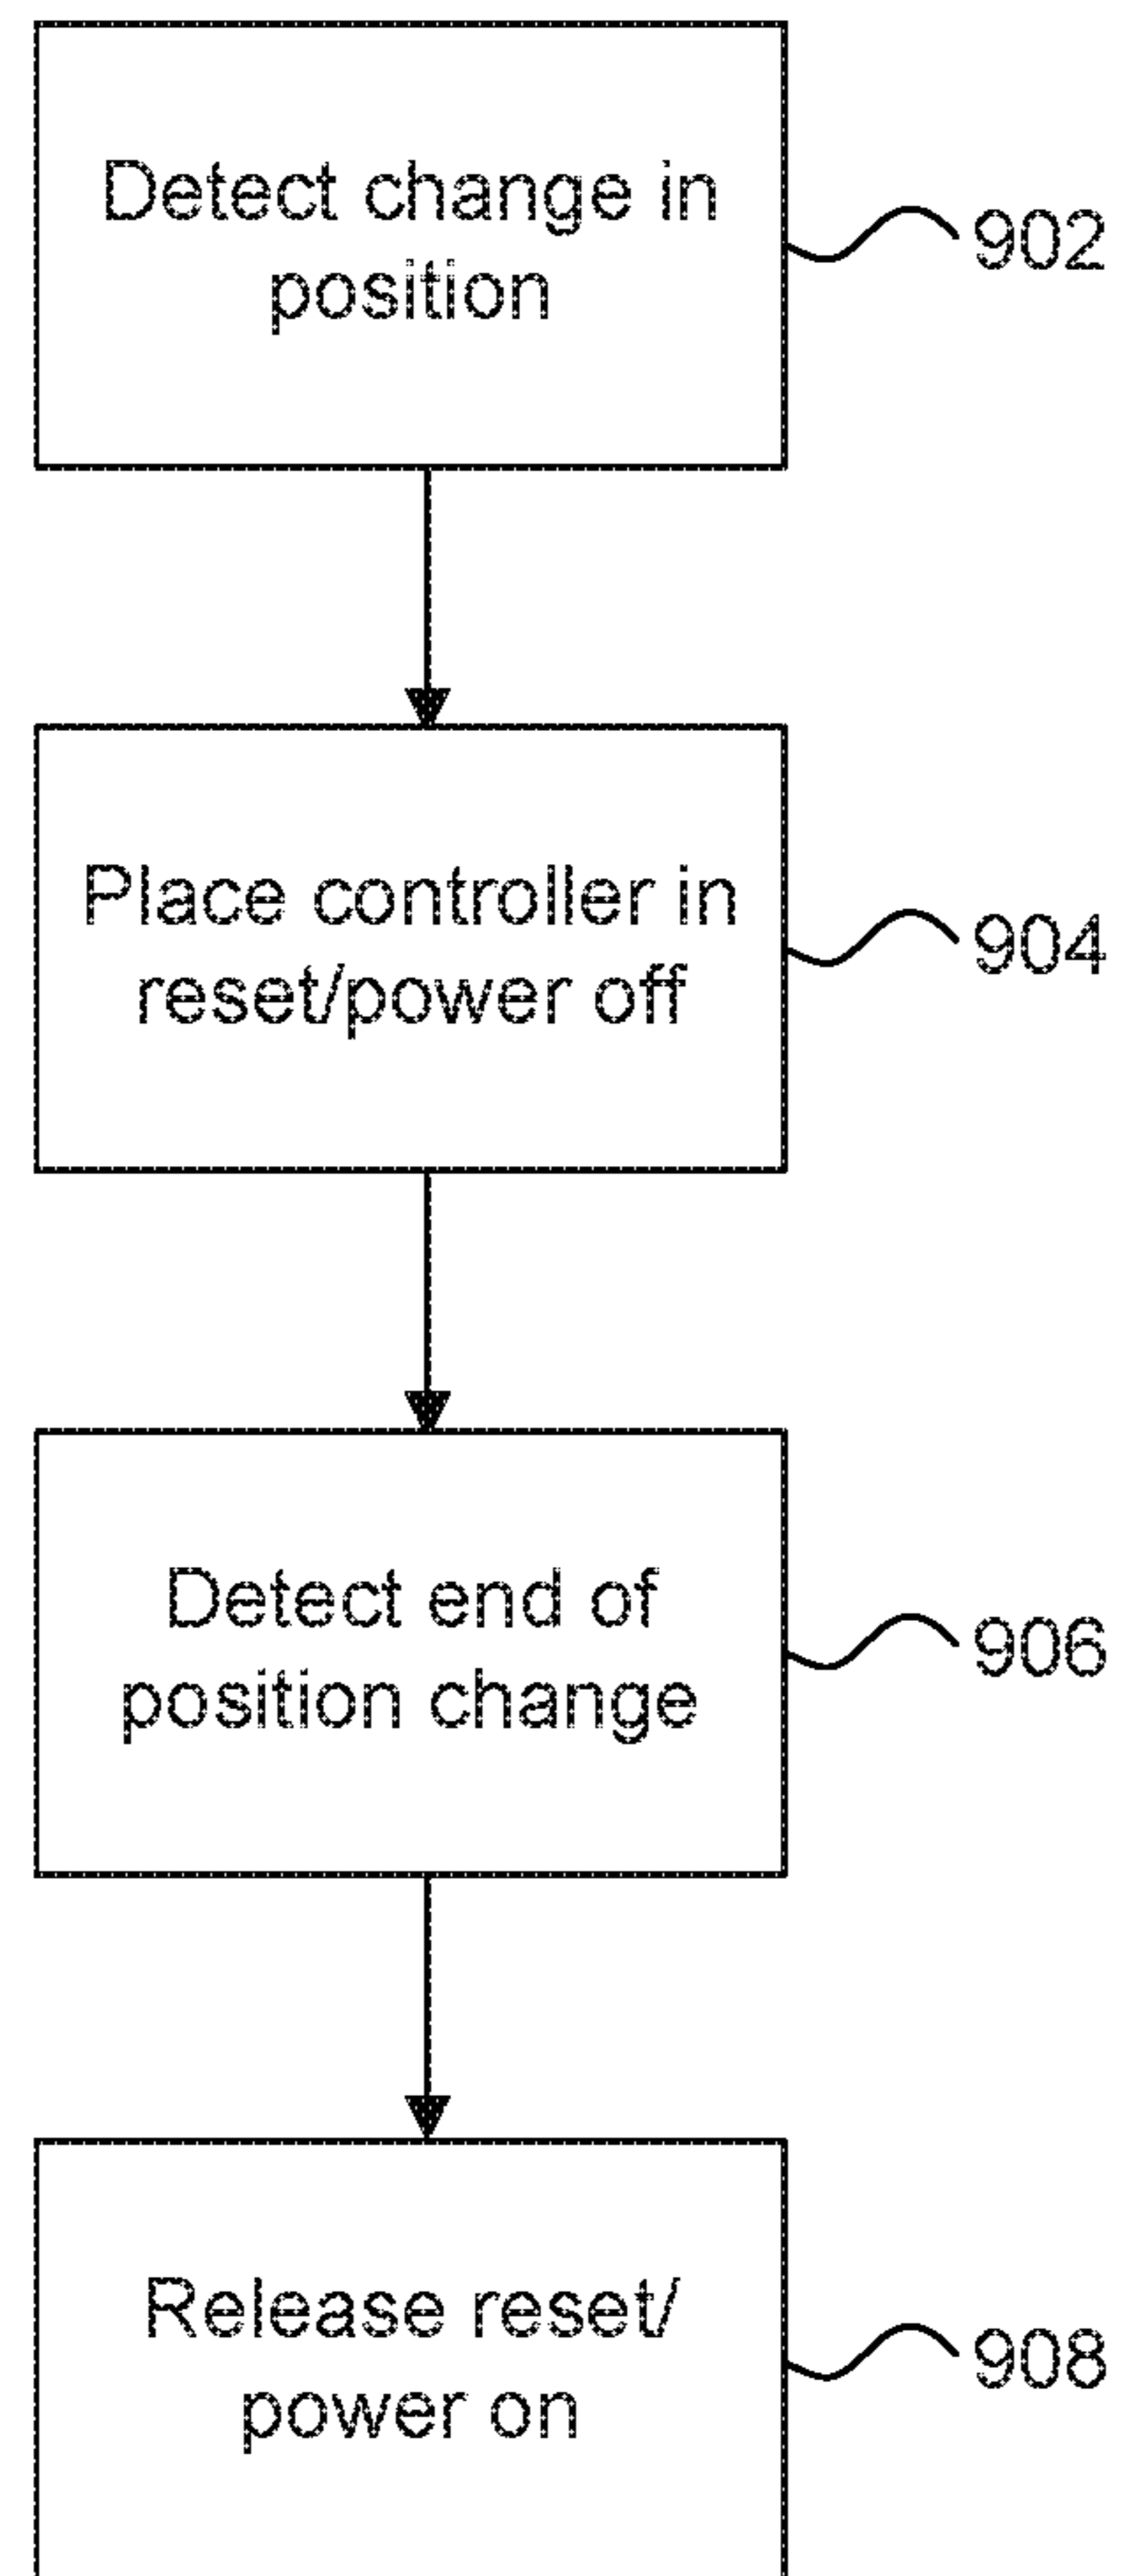 Detect change in
position
902
Place controller in
reset/power off
904
Detect end of
position change
906
Release reset/
power on
908